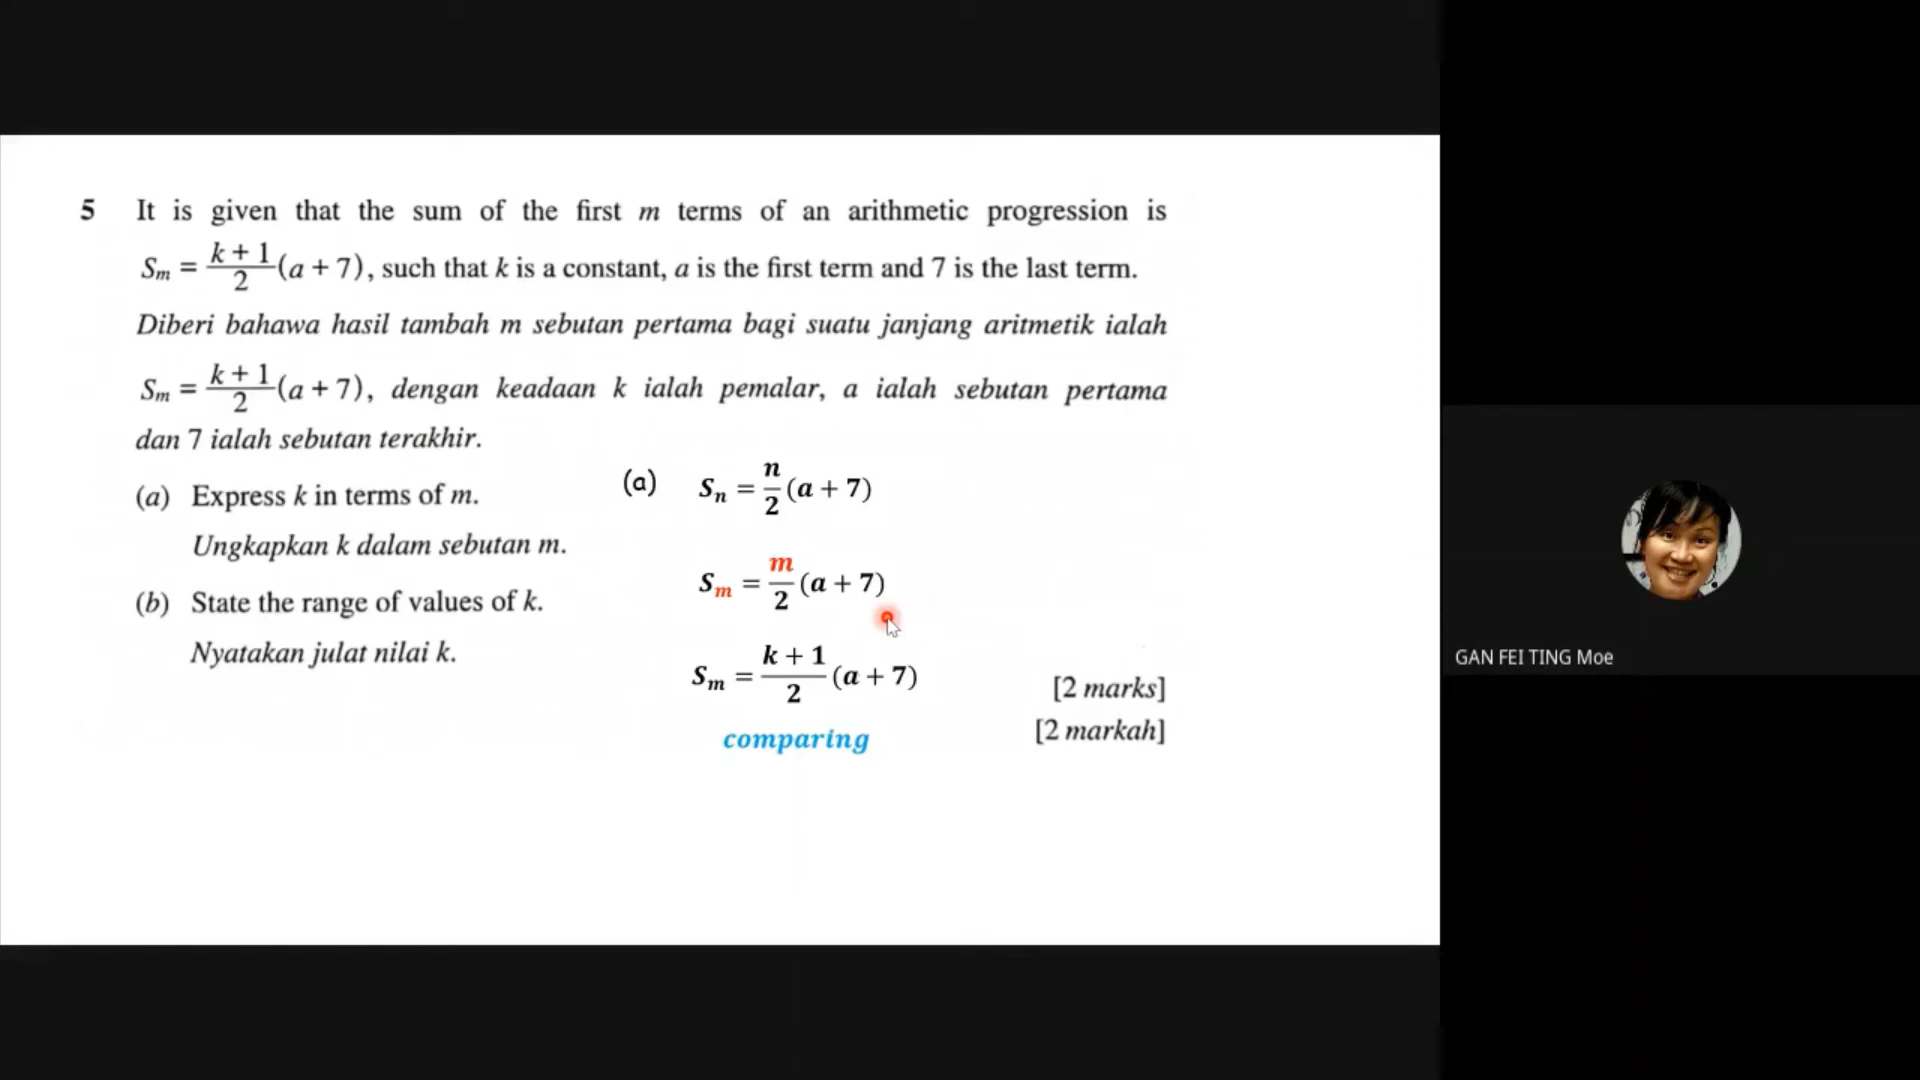 5 It is given that the sum of the first m terms of an arithmetic progression is
Sm = k + 1/2 (a + 7), such that k is a constant, a is the first term and 7 is the last term.
Diberi bahawa hasil tambah m sebutan pertama bagi suatu janjang aritmetik ialah
Sm = k + 1/2 (a + 7), dengan keadaan k ialah pemalar, a ialah sebutan pertama
dan 7 ialah sebutan terakhir.
(a) Express k in terms of m.
Ungkapkan k dalam sebutan m.
(b) State the range of values of k.
Nyatakan julat nilai k.
(a) Sn = n/2 (a + 7)
Sm = m/2 (a + 7)
Sm = k + 1/2 (a + 7)
comparing
[2 marks]
[2 markah]
GAN FEI TING Moe